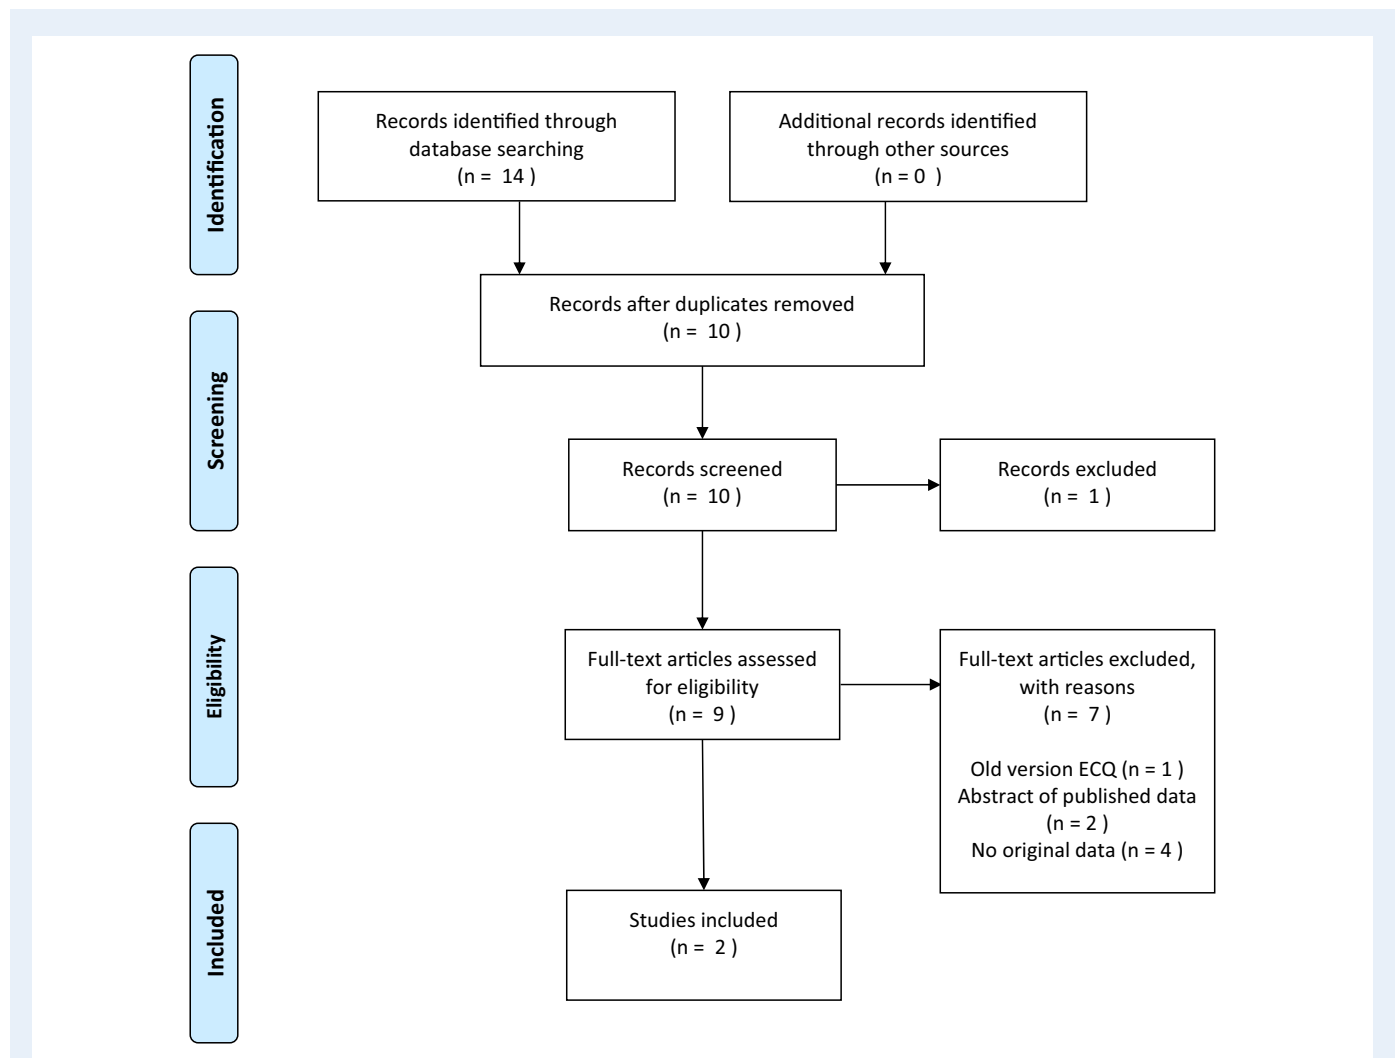 Identification
Records identified through
database searching
(n = 14 )
Additional records identified
through other sources
(n = 0 )
Records after duplicates removed
(n = 10 )
Screening
Records screened
(n = 10 )
Records excluded
(n = 1 )
Eligibility
Full-text articles assessed
for eligibility
(n = 9 )
Full-text articles excluded,
with reasons
(n = 7 )
Old version ECQ (n = 1 )
Abstract of published data
(n = 2 )
No original data (n = 4 )
Included
Studies included
(n = 2 )